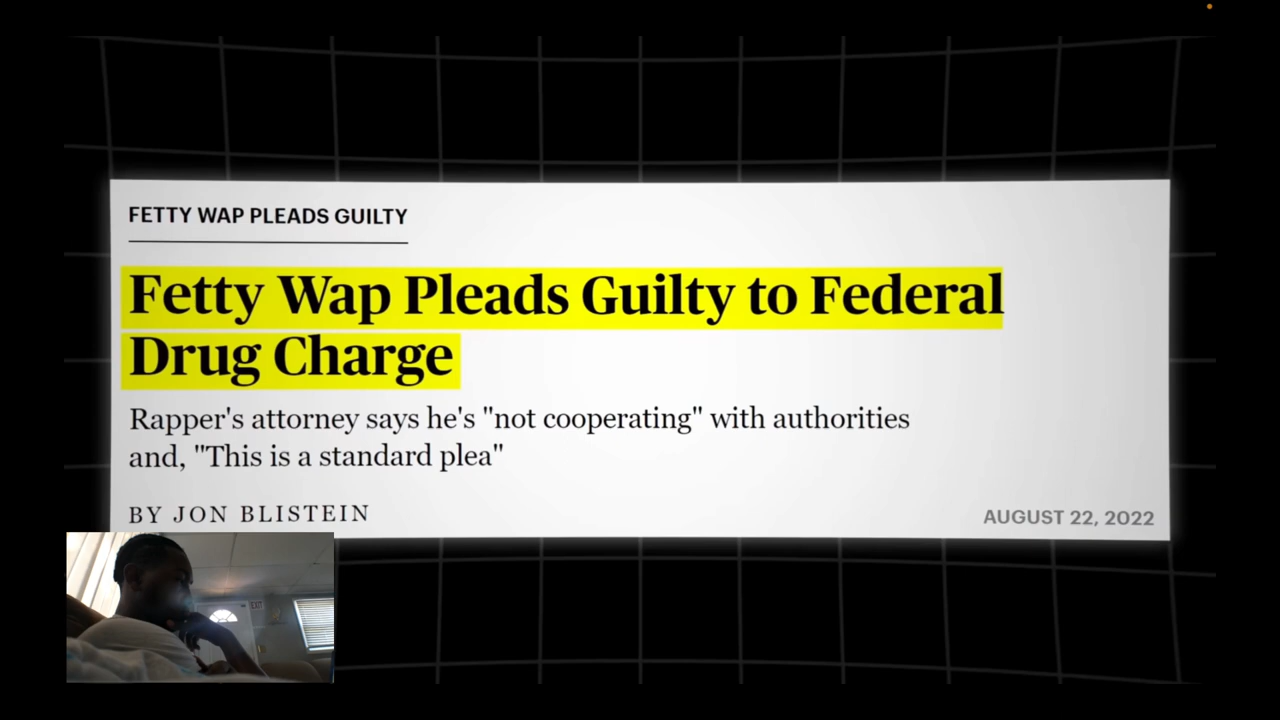 FETTY WAP PLEADS GUILTY
Fetty Wap Pleads Guilty to Federal
Drug Charge
Rapper's attorney says he's "not cooperating" with authorities
and, "This is a standard plea"
BY JON BLISTEIN
AUGUST 22, 2022
EXIT